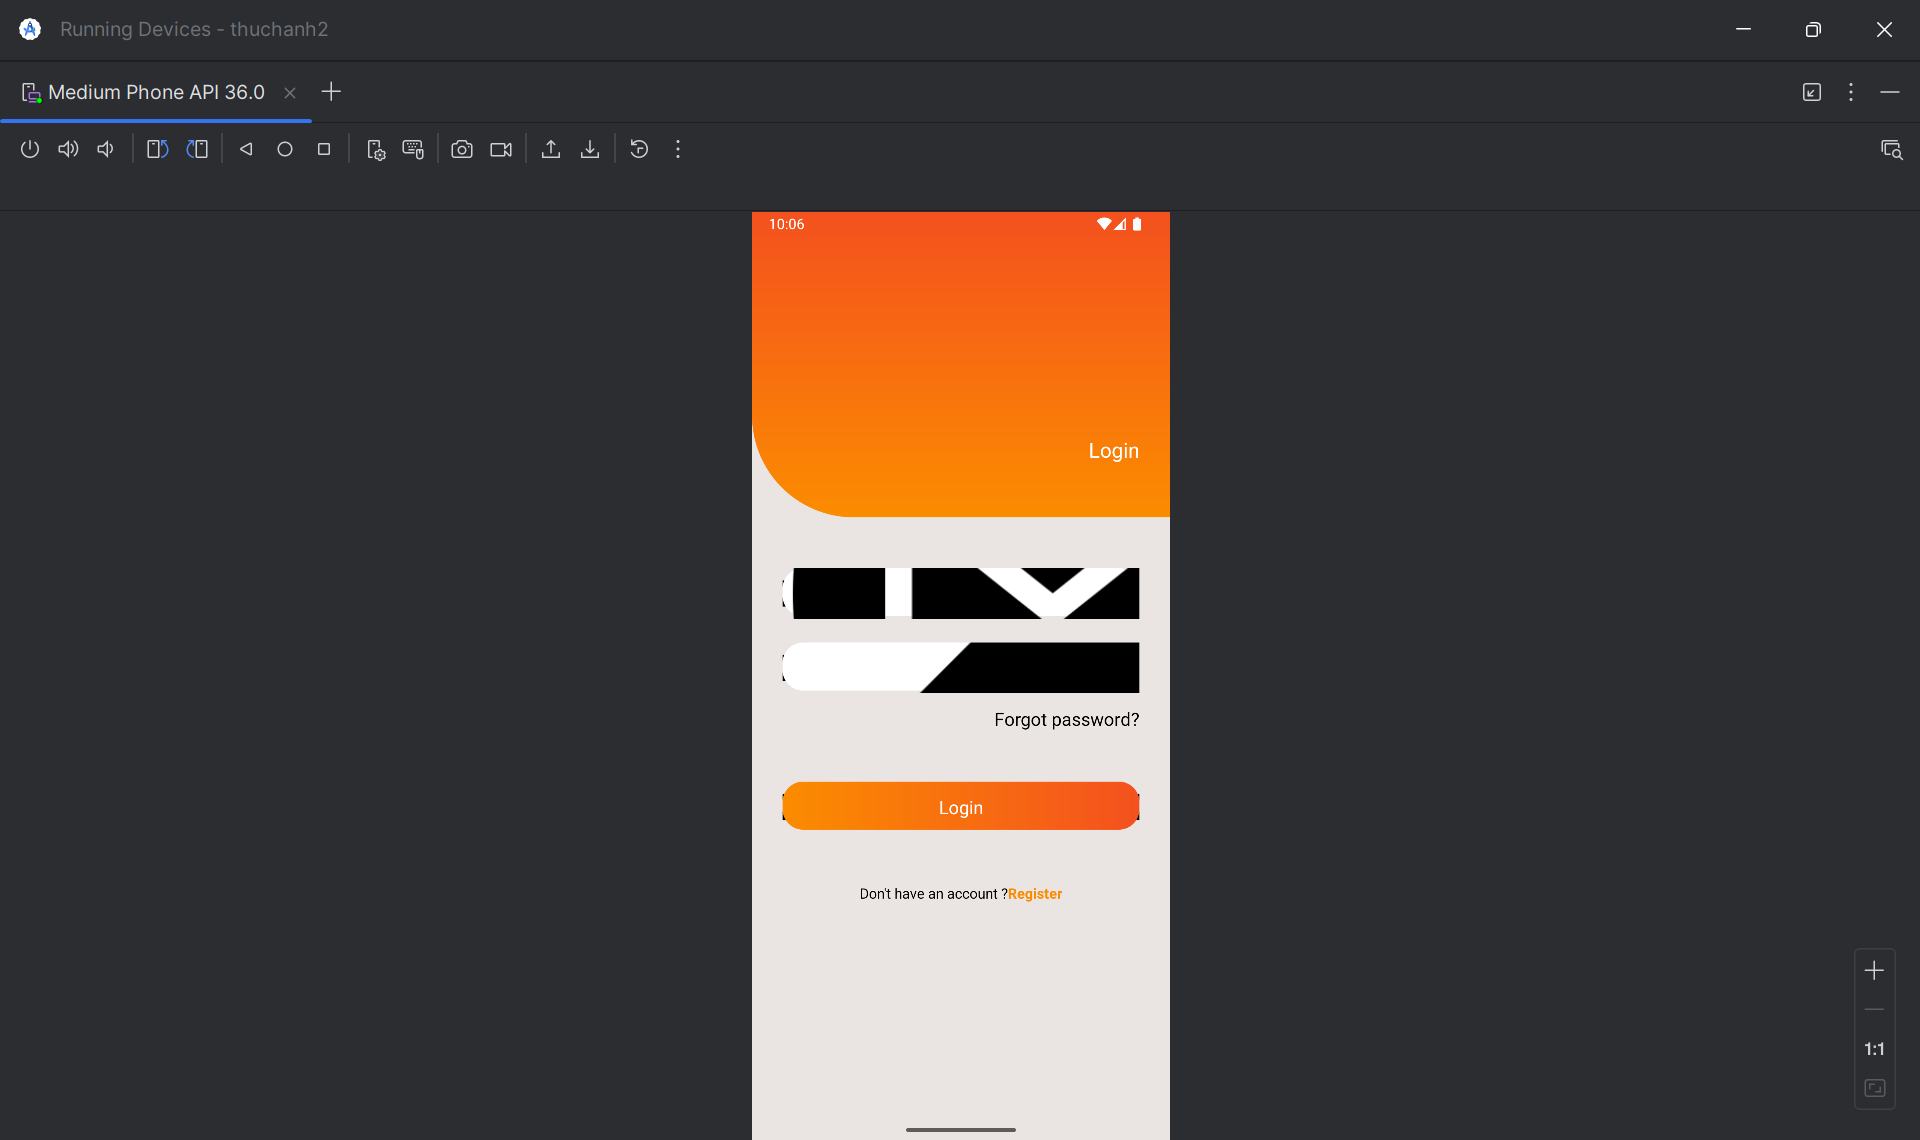 Running Devices - thuchanh2
Medium Phone API 36.0
10:06
Login
Forgot password?
Login
Don't have an account ?Register
1:1